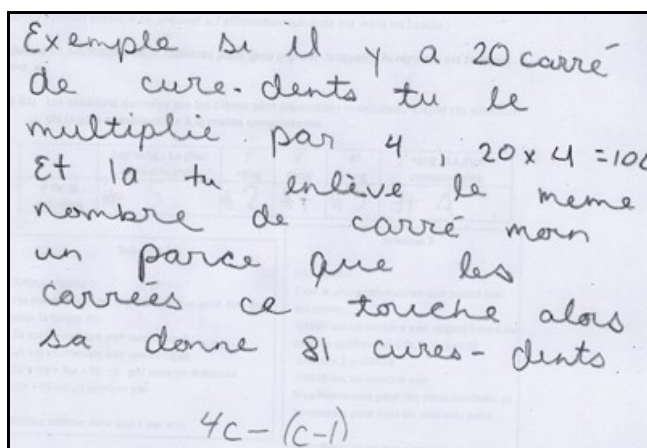 Exemple si il y a 20 carré
de cure-dents tu le
multiplie par 4, 20 x 4 = 100
Et la tu enlève le meme
nombre de carré moin
un parce que les
carrées ce touche alors
sa donne 81 cures-dents
4c - (c-1)